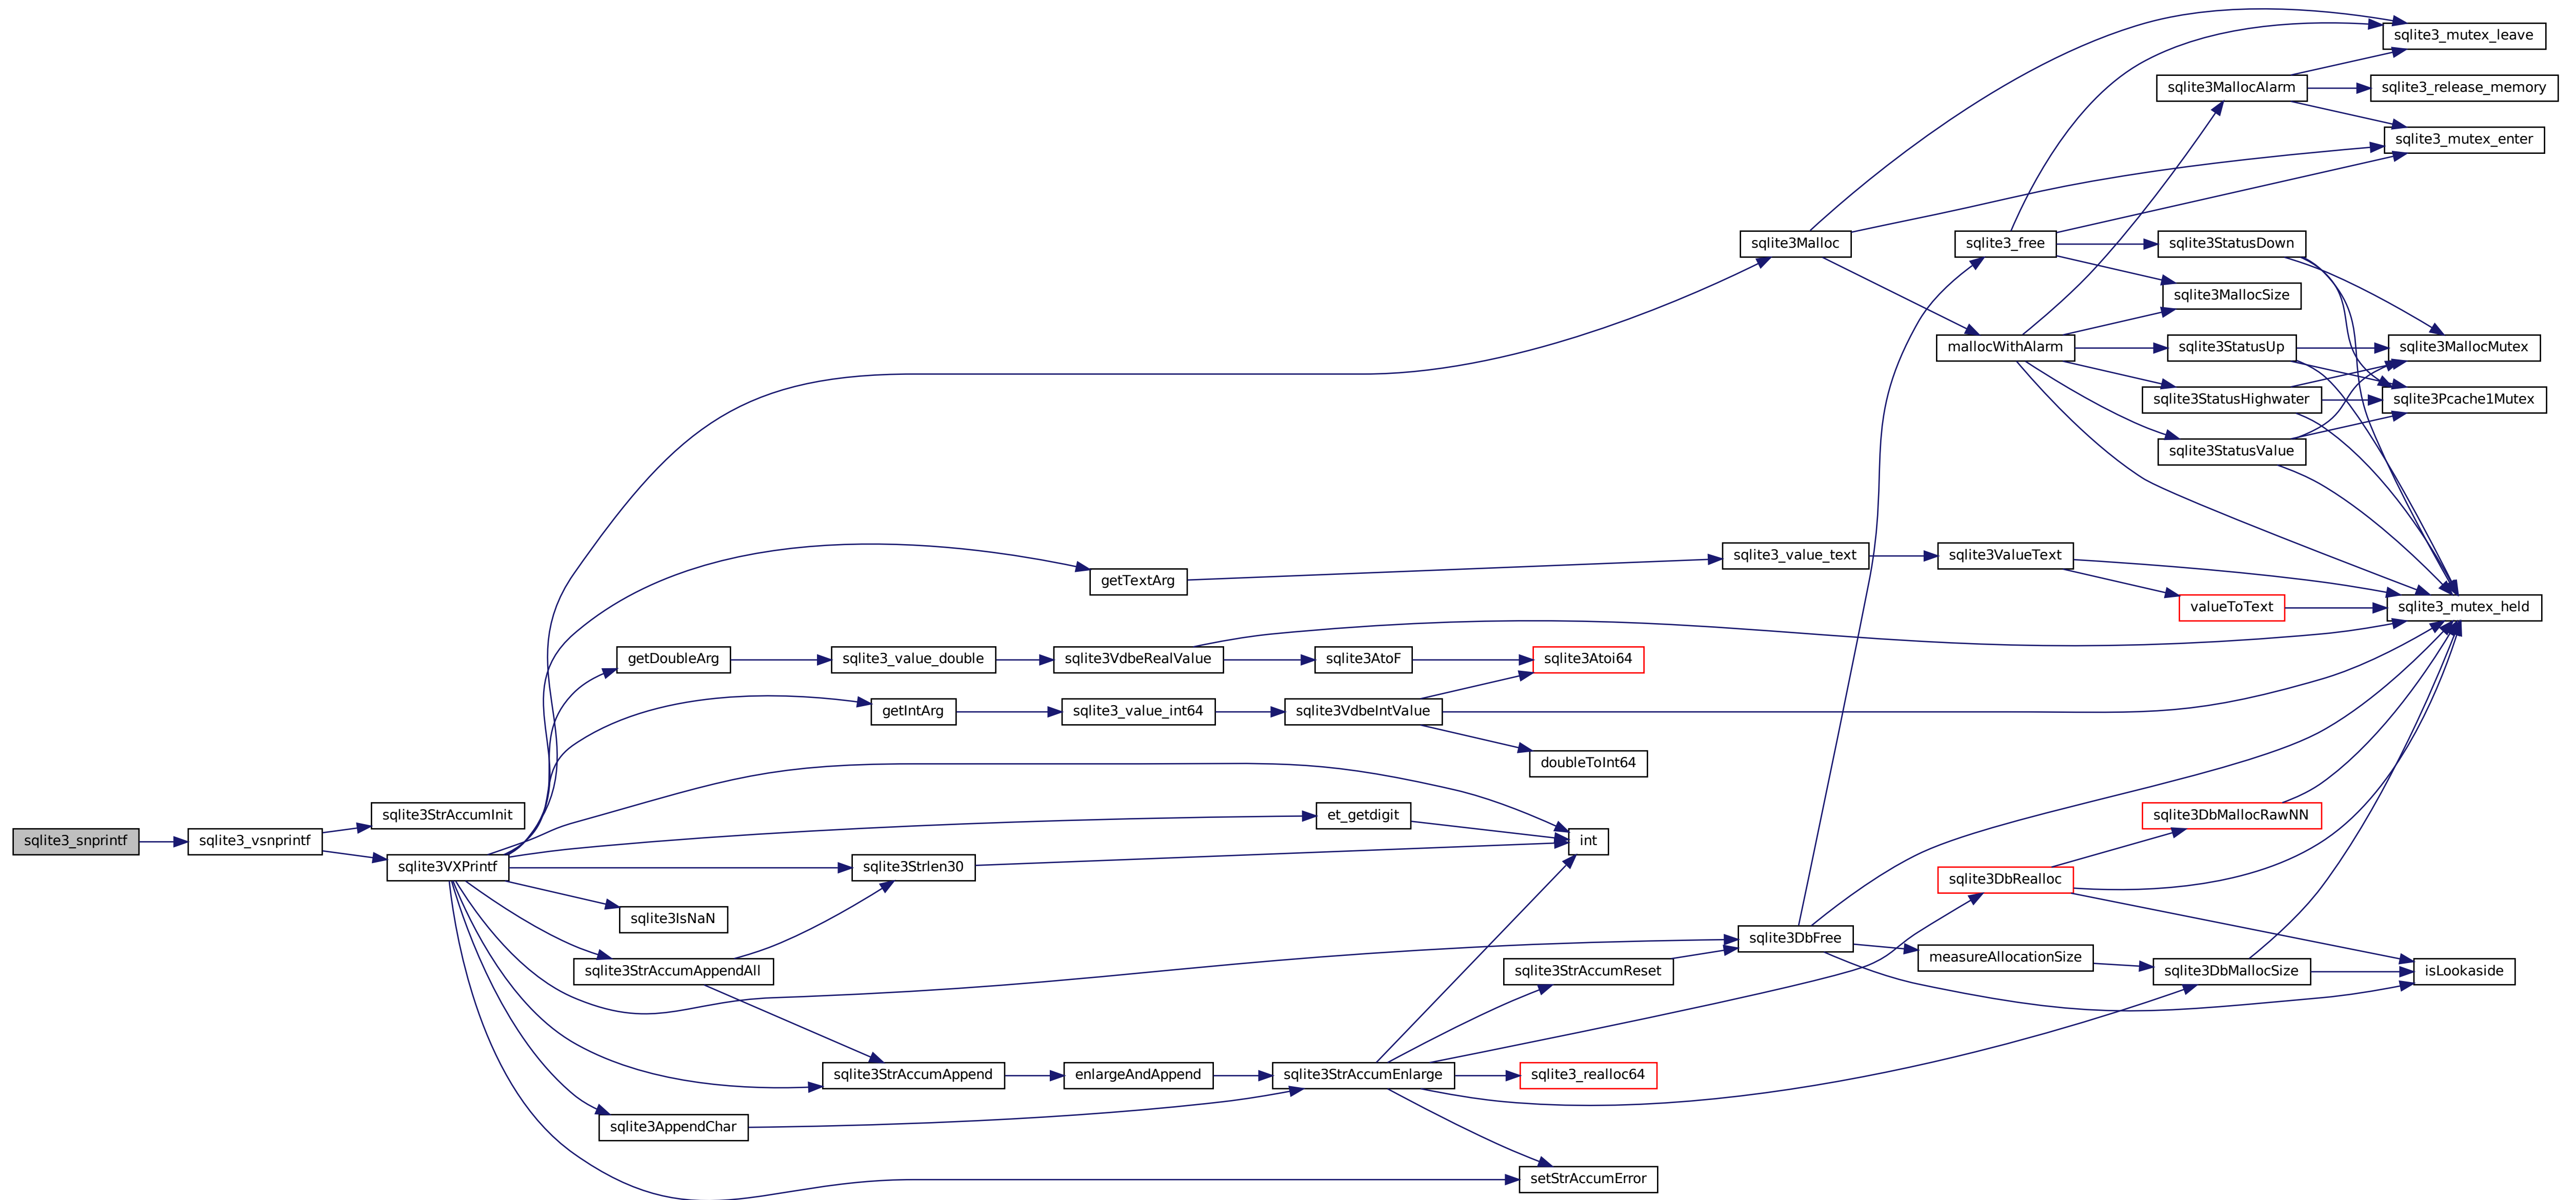 sqlite3_mutex_leave
sqlite3MallocAlarm
sqlite3_release_memory
sqlite3_mutex_enter
sqlite3Malloc
sqlite3_free
sqlite3StatusDown
sqlite3MallocSize
mallocWithAlarm
sqlite3StatusUp
sqlite3MallocMutex
sqlite3StatusHighwater
sqlite3Pcache1Mutex
sqlite3StatusValue
sqlite3_value_text
sqlite3ValueText
getTextArg
valueToText
sqlite3_mutex_held
getDoubleArg
sqlite3_value_double
sqlite3VdbeRealValue
sqlite3AtoF
sqlite3Atoi64
getIntArg
sqlite3_value_int64
sqlite3VdbeIntValue
doubleToInt64
sqlite3StrAccumInit
et_getdigit
sqlite3DbMallocRawNN
sqlite3_snprintf
sqlite3_vsnprintf
int
sqlite3VXPrintf
sqlite3Strlen30
sqlite3DbRealloc
sqlite3IsNaN
sqlite3DbFree
measureAllocationSize
sqlite3StrAccumAppendAll
sqlite3StrAccumReset
sqlite3DbMallocSize
isLookaside
sqlite3StrAccumAppend
enlargeAndAppend
sqlite3StrAccumEnlarge
sqlite3_realloc64
sqlite3AppendChar
setStrAccumError